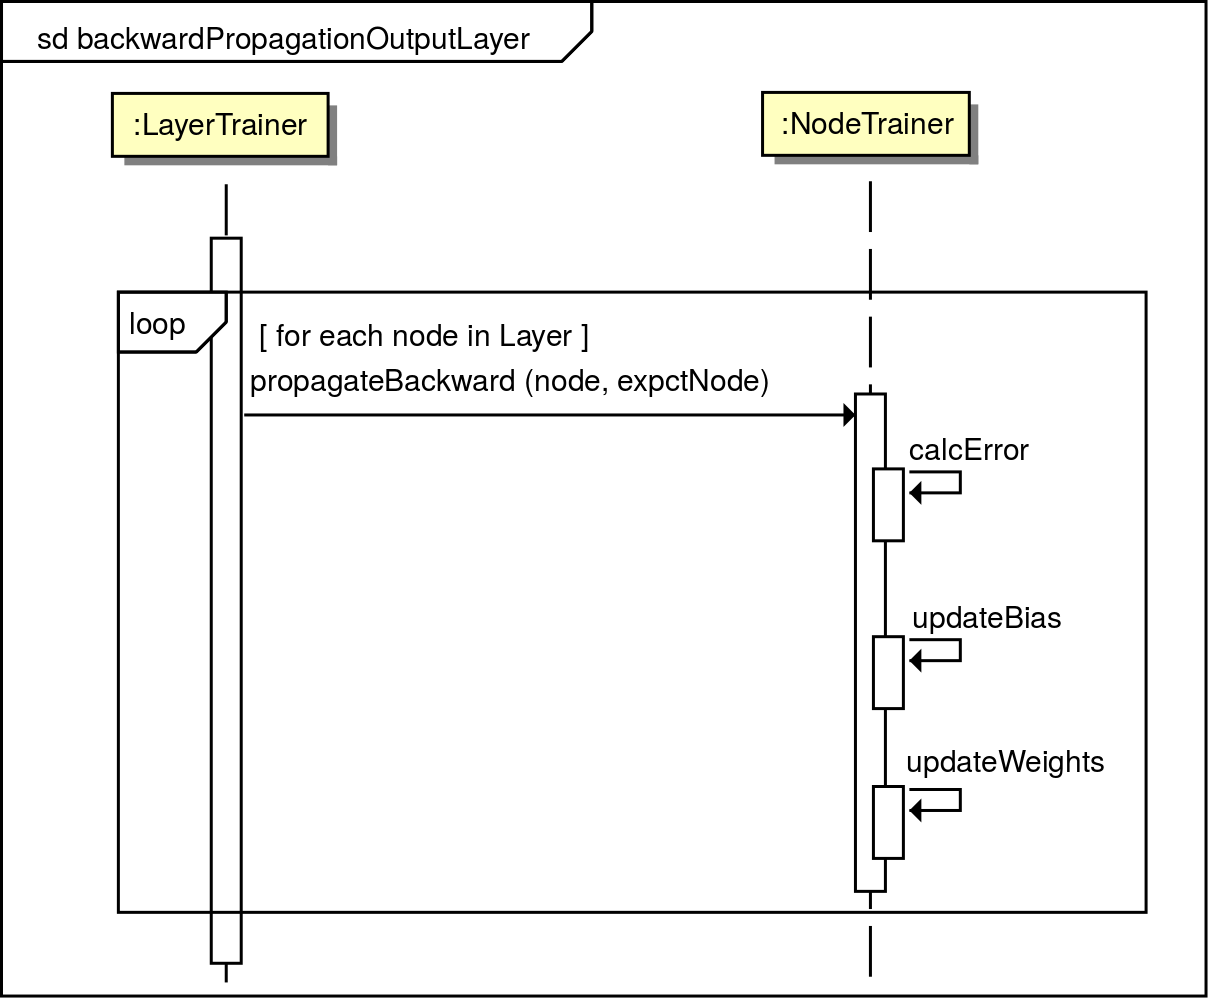 sd backwardPropagationOutputLayer
:LayerTrainer
:NodeTrainer
loop
[ for each node in Layer ]
propagateBackward (node, expctNode)
calcError
updateBias
updateWeights